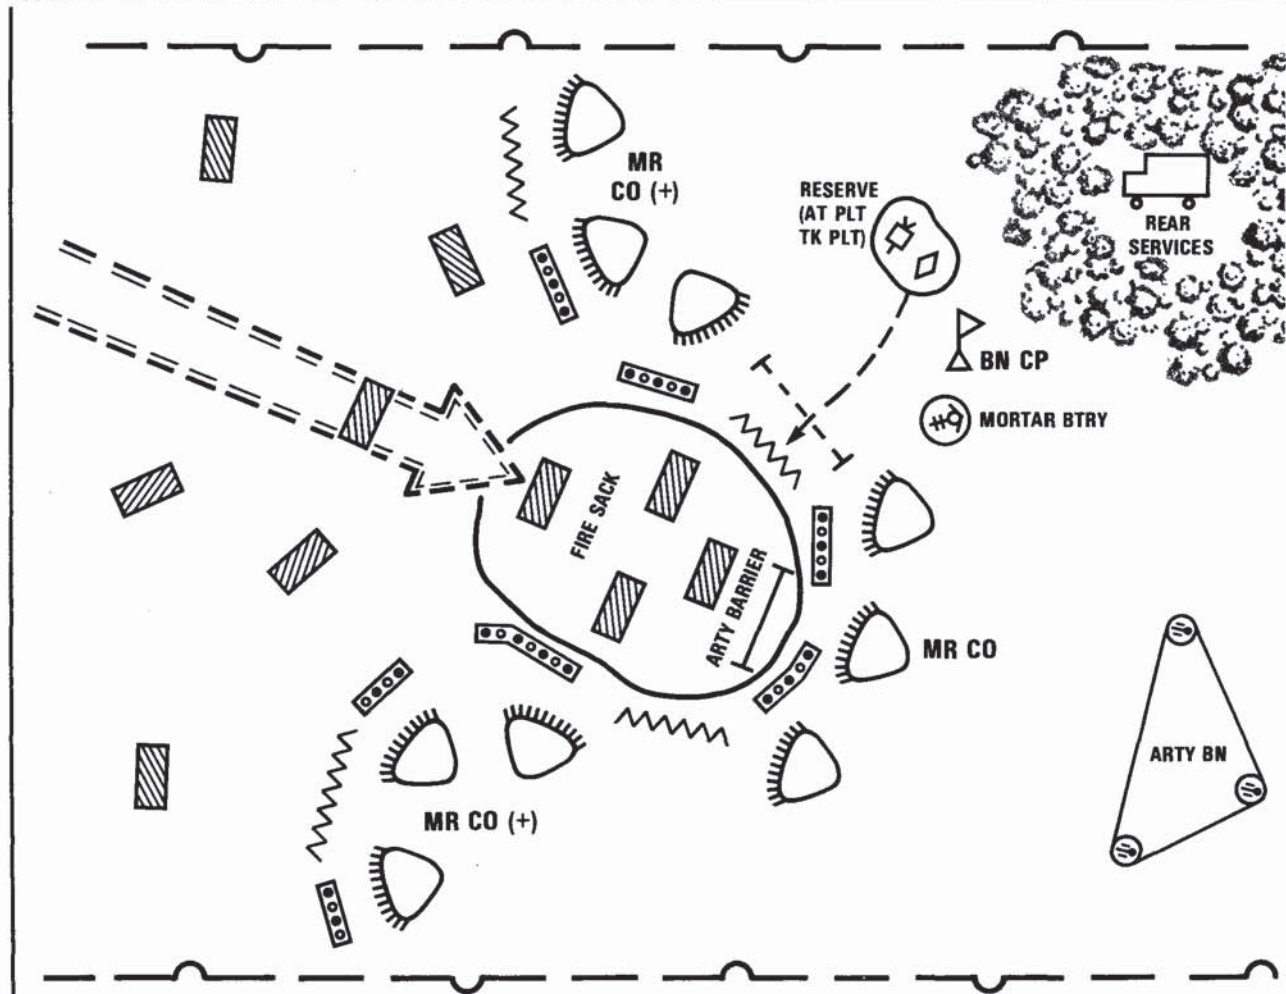 MR
CO (+)
RESERVE
(AT PLT
TK PLT)
REAR
SERVICES
BN CP
MORTAR BTRY
FIRE SACK
ARTY BARRIER
MR CO
ARTY BN
MR CO (+)